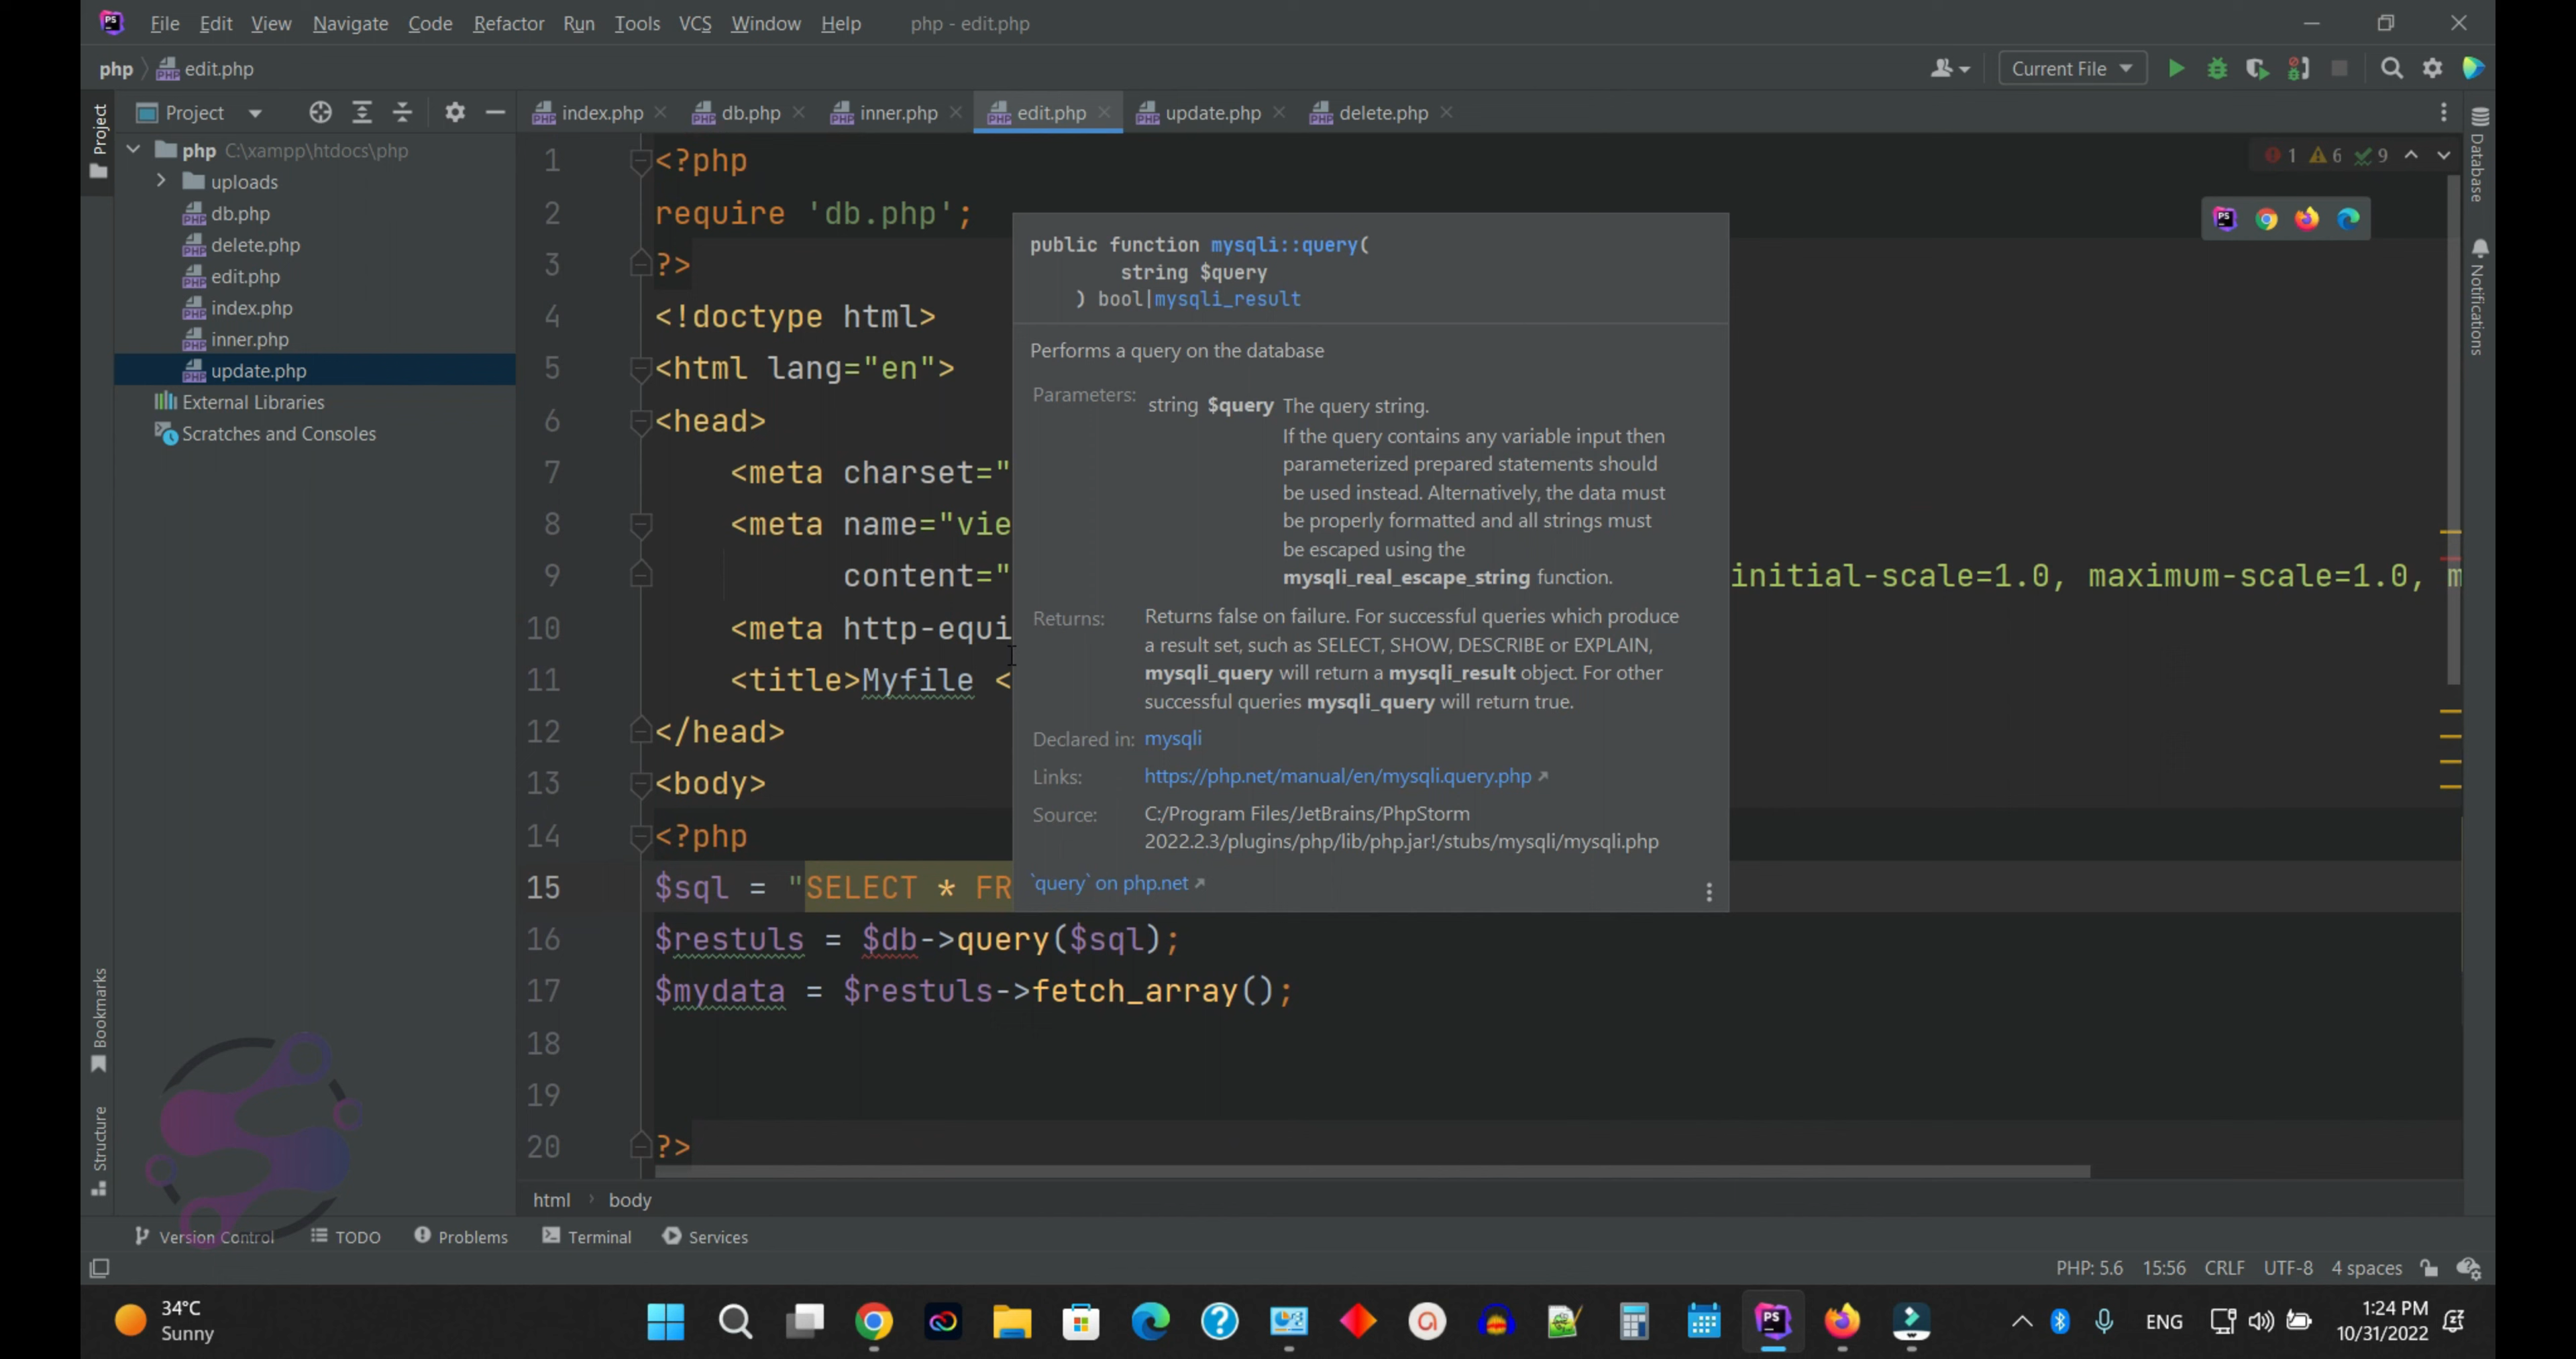 File Edit View Navigate Code Refactor Run Tools VCS Window Help php - edit.php
php edit.php Current File
Project index.php db.php inner.php edit.php update.php delete.php
Project
php C:\xampp\htdocs\php
uploads
db.php
delete.php
edit.php
index.php
inner.php
update.php
External Libraries
Scratches and Consoles
Bookmarks
Structure
1 6 9
Database
Notifications
1 <?php
2 require 'db.php';
3 ?>
4 <!doctype html>
5 <html lang="en">
6 <head>
7 <meta charset="
8 <meta name="vie
9 content=" initial-scale=1.0, maximum-scale=1.0, m
10 <meta http-equi
11 <title>Myfile <
12 </head>
13 <body>
14 <?php
15 $sql = "SELECT * FR
16 $restuls = $db->query($sql);
17 $mydata = $restuls->fetch_array();
18
19
20 ?>
public function mysqli::query(
string $query
) bool|mysqli_result
Performs a query on the database
Parameters: string $query The query string.
If the query contains any variable input then
parameterized prepared statements should
be used instead. Alternatively, the data must
be properly formatted and all strings must
be escaped using the
mysqli_real_escape_string function.
Returns: Returns false on failure. For successful queries which produce
a result set, such as SELECT, SHOW, DESCRIBE or EXPLAIN,
mysqli_query will return a mysqli_result object. For other
successful queries mysqli_query will return true.
Declared in: mysqli
Links: https://php.net/manual/en/mysqli.query.php
Source: C:/Program Files/JetBrains/PhpStorm
2022.2.3/plugins/php/lib/php.jar!/stubs/mysqli/mysqli.php
`query` on php.net
html body
Version Control TODO Problems Terminal Services
PHP: 5.6 15:56 CRLF UTF-8 4 spaces
34°C
Sunny
ENG
1:24 PM
10/31/2022